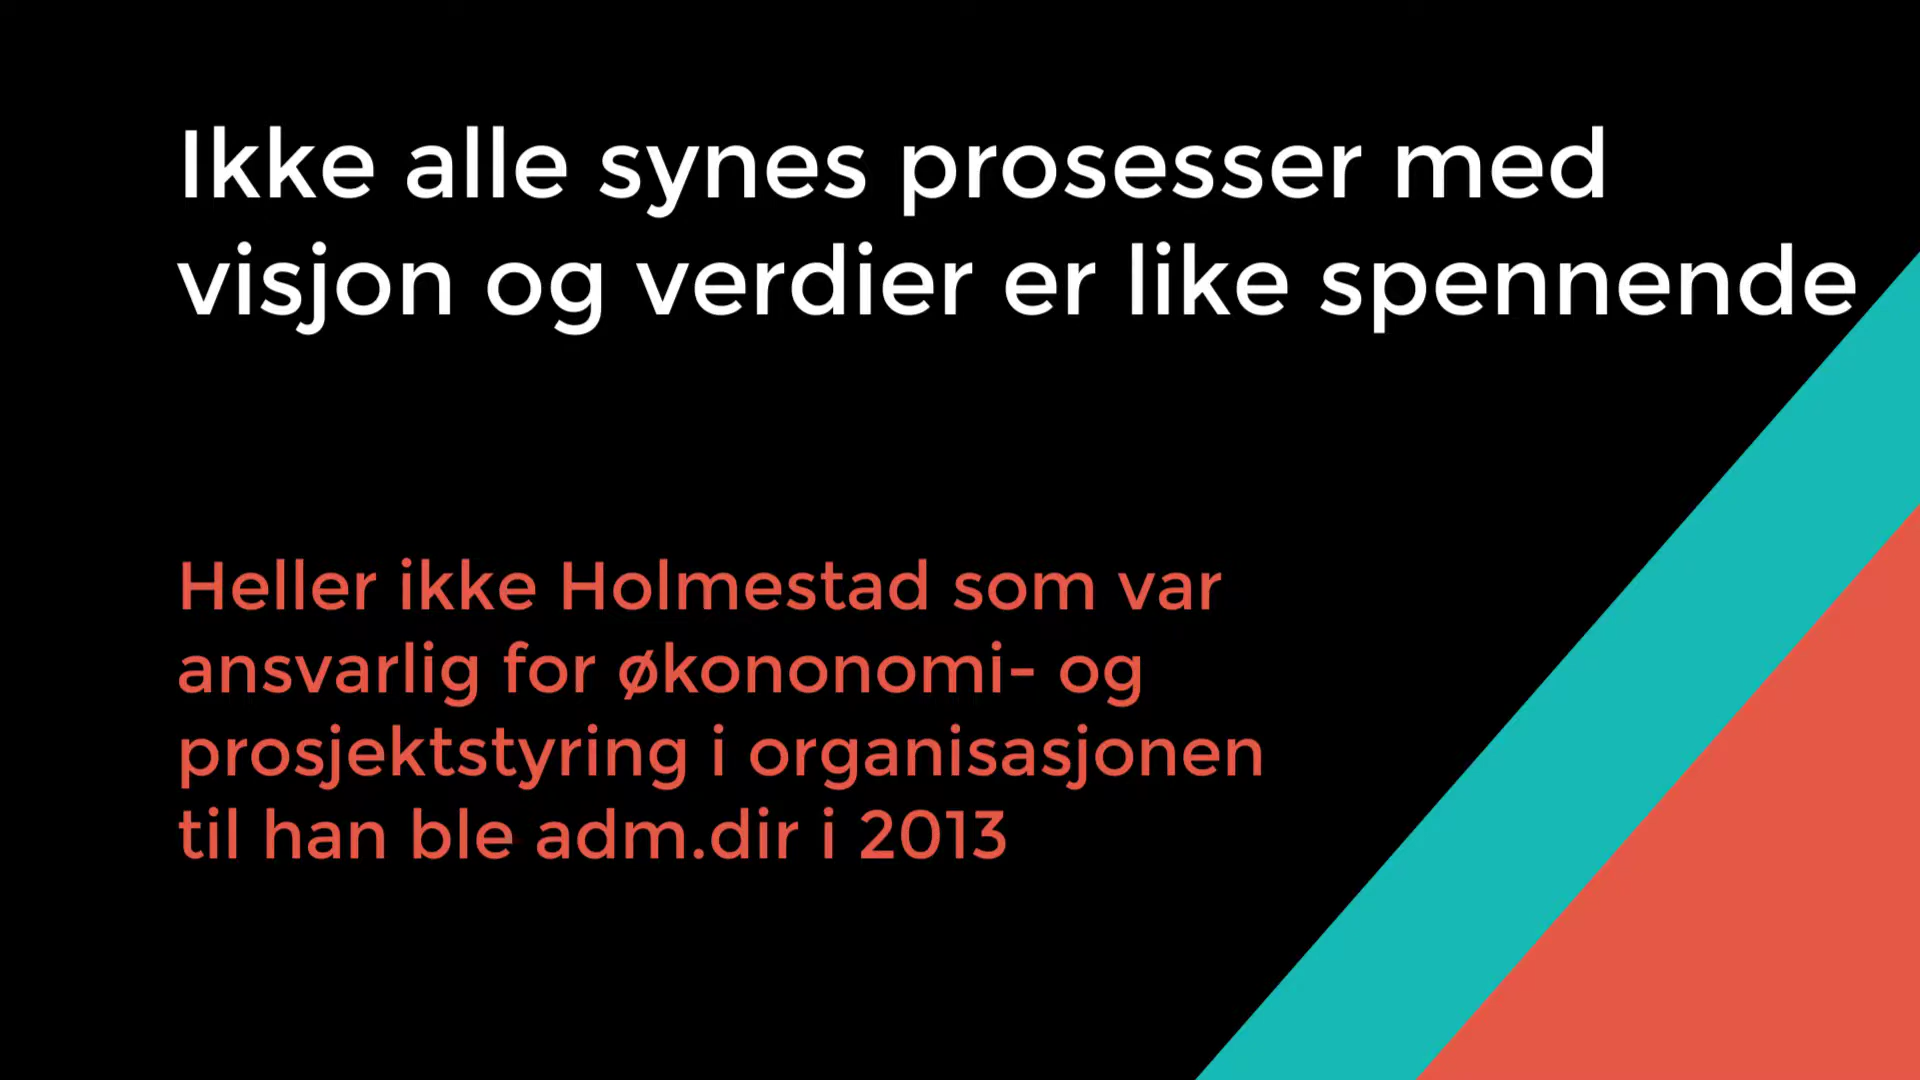 Ikke alle synes prosesser med
visjon og verdier er like spennende
Heller ikke Holmestad som var
ansvarlig for økononomi- og
prosjektstyring i organisasjonen
til han ble adm.dir i 2013